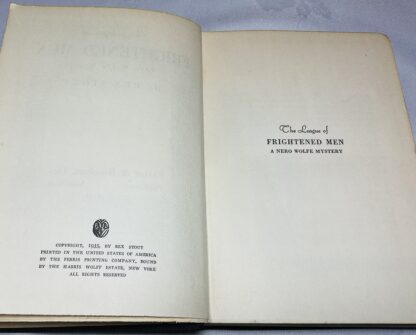 COPYRIGHT, 1935, BY REX STOUT
PRINTED IN THE UNITED STATES OF AMERICA
BY THE FERRIS PRINTING COMPANY, BOUND
BY THE HARRIS WOLFF ESTATE, NEW YORK
ALL RIGHTS RESERVED
The League of
FRIGHTENED MEN
A NERO WOLFE MYSTERY